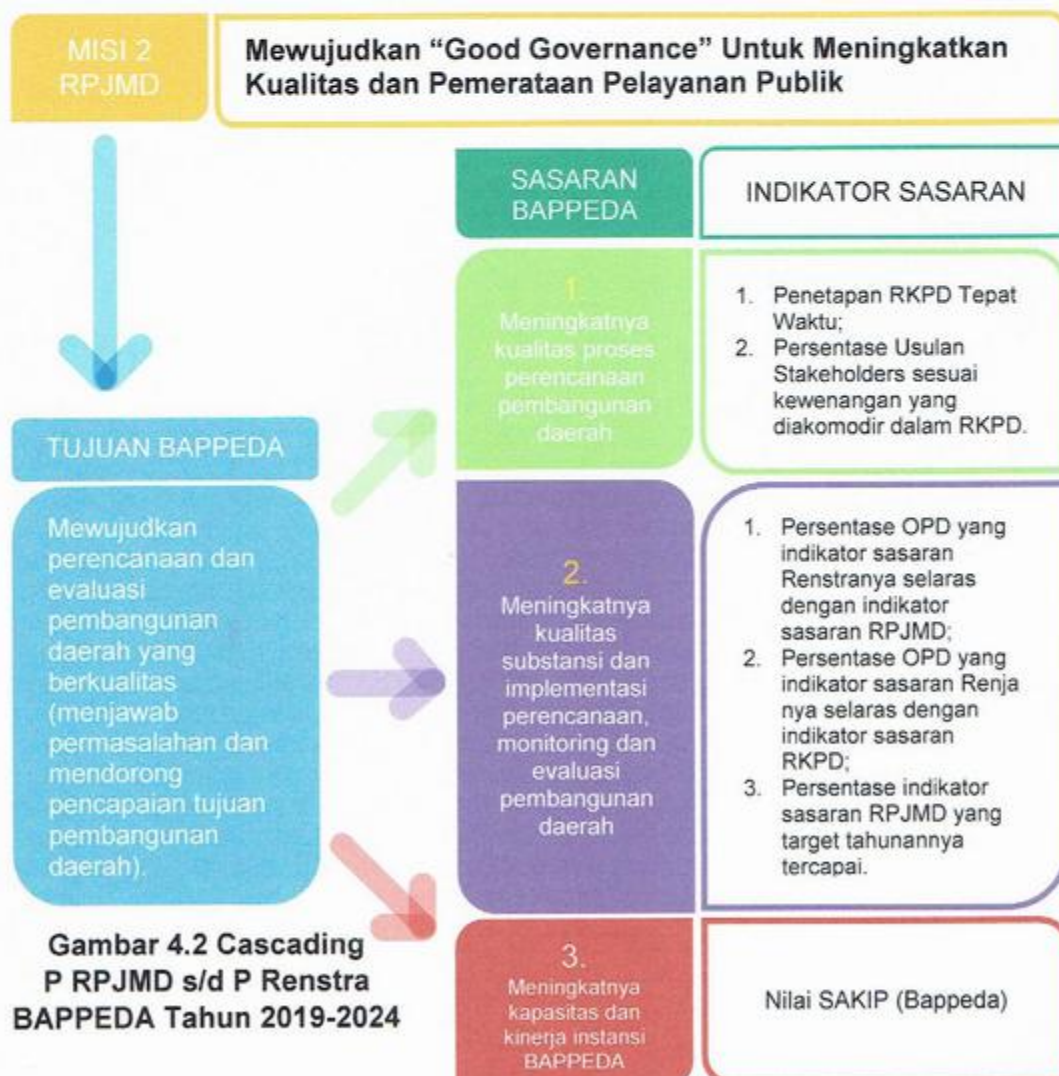 MISI 2
RPJMD
Mewujudkan “Good Governance” Untuk Meningkatkan
Kualitas dan Pemerataan Pelayanan Publik
TUJUAN BAPPEDA
Mewujudkan
perencanaan dan
evaluasi
pembangunan
daerah yang
berkualitas
(menjawab
permasalahan dan
mendorong
pencapaian tujuan
pembangunan
daerah).
SASARAN
BAPPEDA
INDIKATOR SASARAN
1.
Meningkatnya
kualitas proses
perencanaan
pembangunan
daerah
1. Penetapan RKPD Tepat
Waktu;
2. Persentase Usulan
Stakeholders sesuai
kewenangan yang
diakomodir dalam RKPD.
2.
Meningkatnya
kualitas
substansi dan
implementasi
perencanaan,
monitoring dan
evaluasi
pembangunan
daerah
1. Persentase OPD yang
indikator sasaran
Renstranya selaras
dengan indikator
sasaran RPJMD;
2. Persentase OPD yang
indikator sasaran Renja
nya selaras dengan
indikator sasaran
RKPD;
3. Persentase indikator
sasaran RPJMD yang
target tahunannya
tercapai.
3.
Meningkatnya
kapasitas dan
kinerja instansi
BAPPEDA
Nilai SAKIP (Bappeda)
Gambar 4.2 Cascading
P RPJMD s/d P Renstra
BAPPEDA Tahun 2019-2024